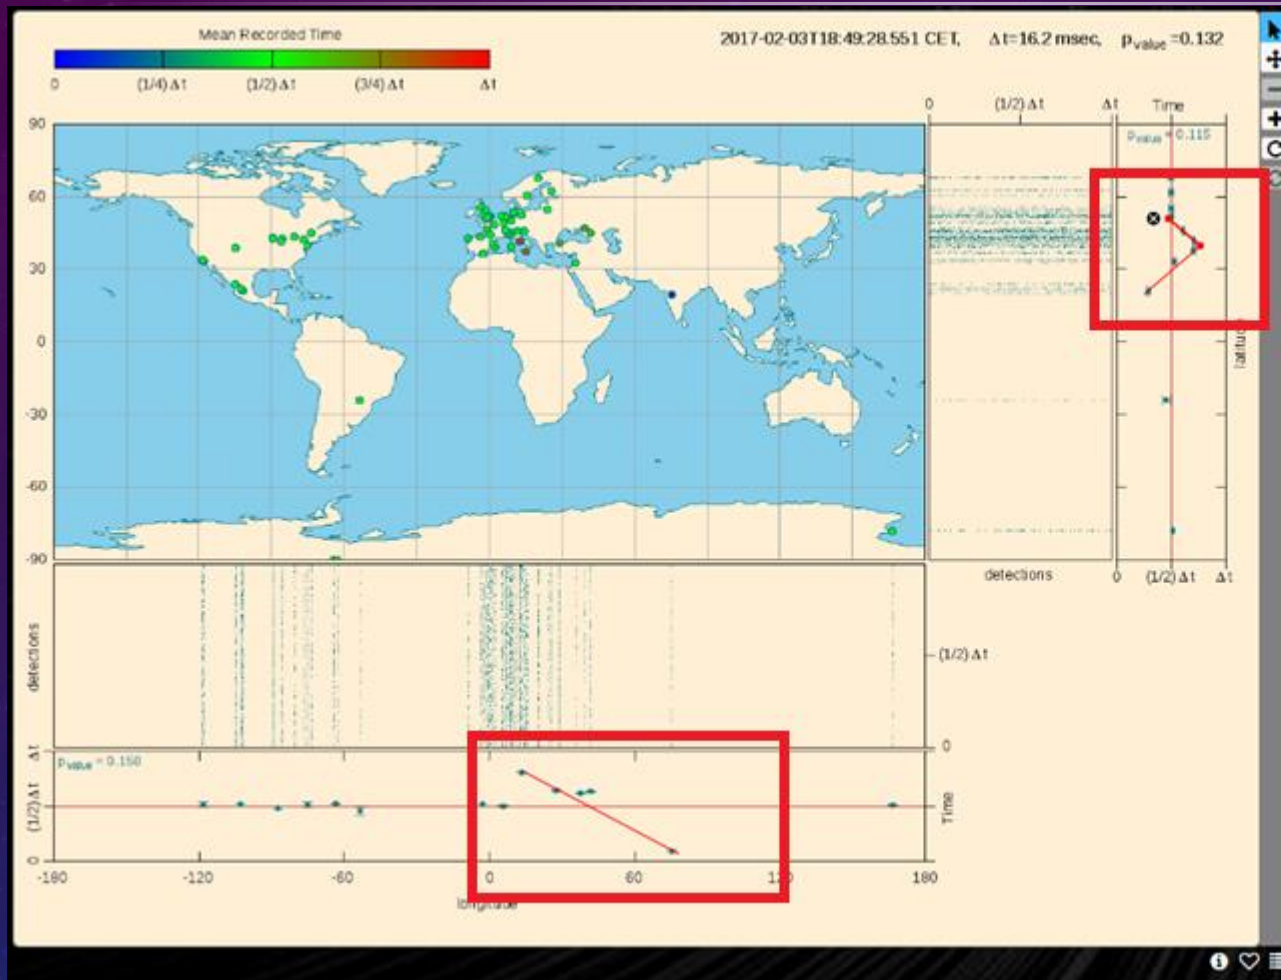 Mean Recorded Time
0 (1/4) Δt (1/2) Δt (3/4) Δt Δt
2017-02-03T18:49:28.551 CET, Δt=16.2 msec, pvalue =0.132
0 (1/2) Δt Δt Time
pvalue = 0.115
90
60
30
0
-30
-60
-90
latitude
detections
0 (1/2) Δt Δt
detections
(1/2) Δt
0
pvalue = 0.150
Δt
(1/2) Δt
0
Time
-180 -120 -60 0 60 120 180
longitude